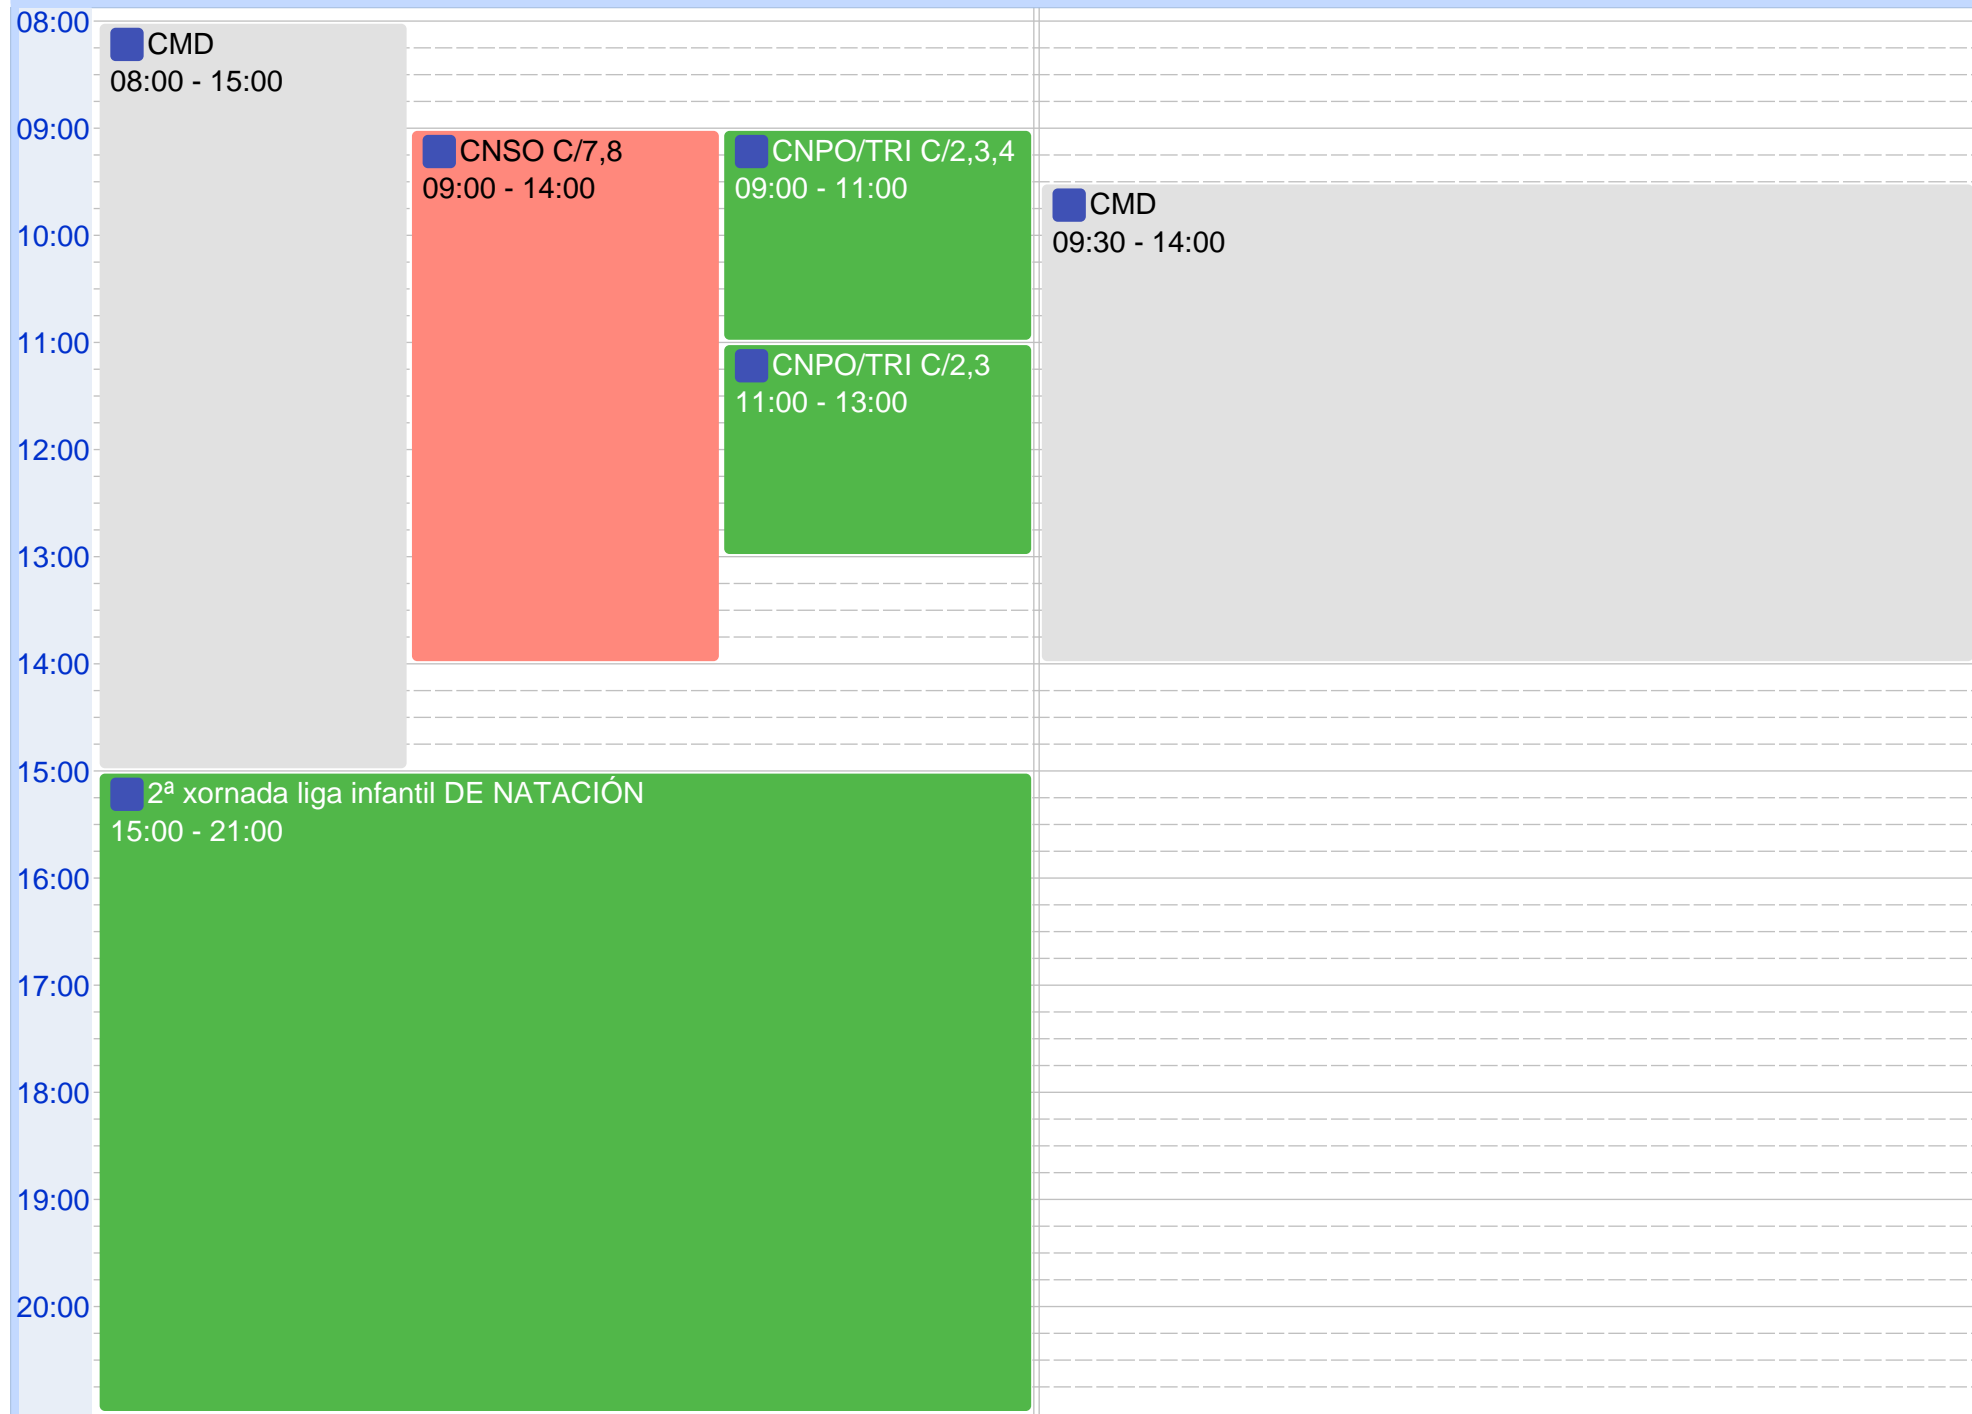 08:00
09:00
10:00
11:00
12:00
13:00
14:00
15:00
16:00
17:00
18:00
19:00
20:00
CMD
08:00 - 15:00
CNSO C/7,8
09:00 - 14:00
CNPO/TRI C/2,3,4
09:00 - 11:00
CNPO/TRI C/2,3
11:00 - 13:00
2ª xornada liga infantil DE NATACIÓN
15:00 - 21:00
CMD
09:30 - 14:00